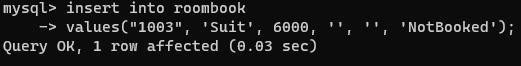 mysql> insert into roombook
    -> values("1003", 'Suit', 6000, '', '', 'NotBooked');
Query OK, 1 row affected (0.03 sec)